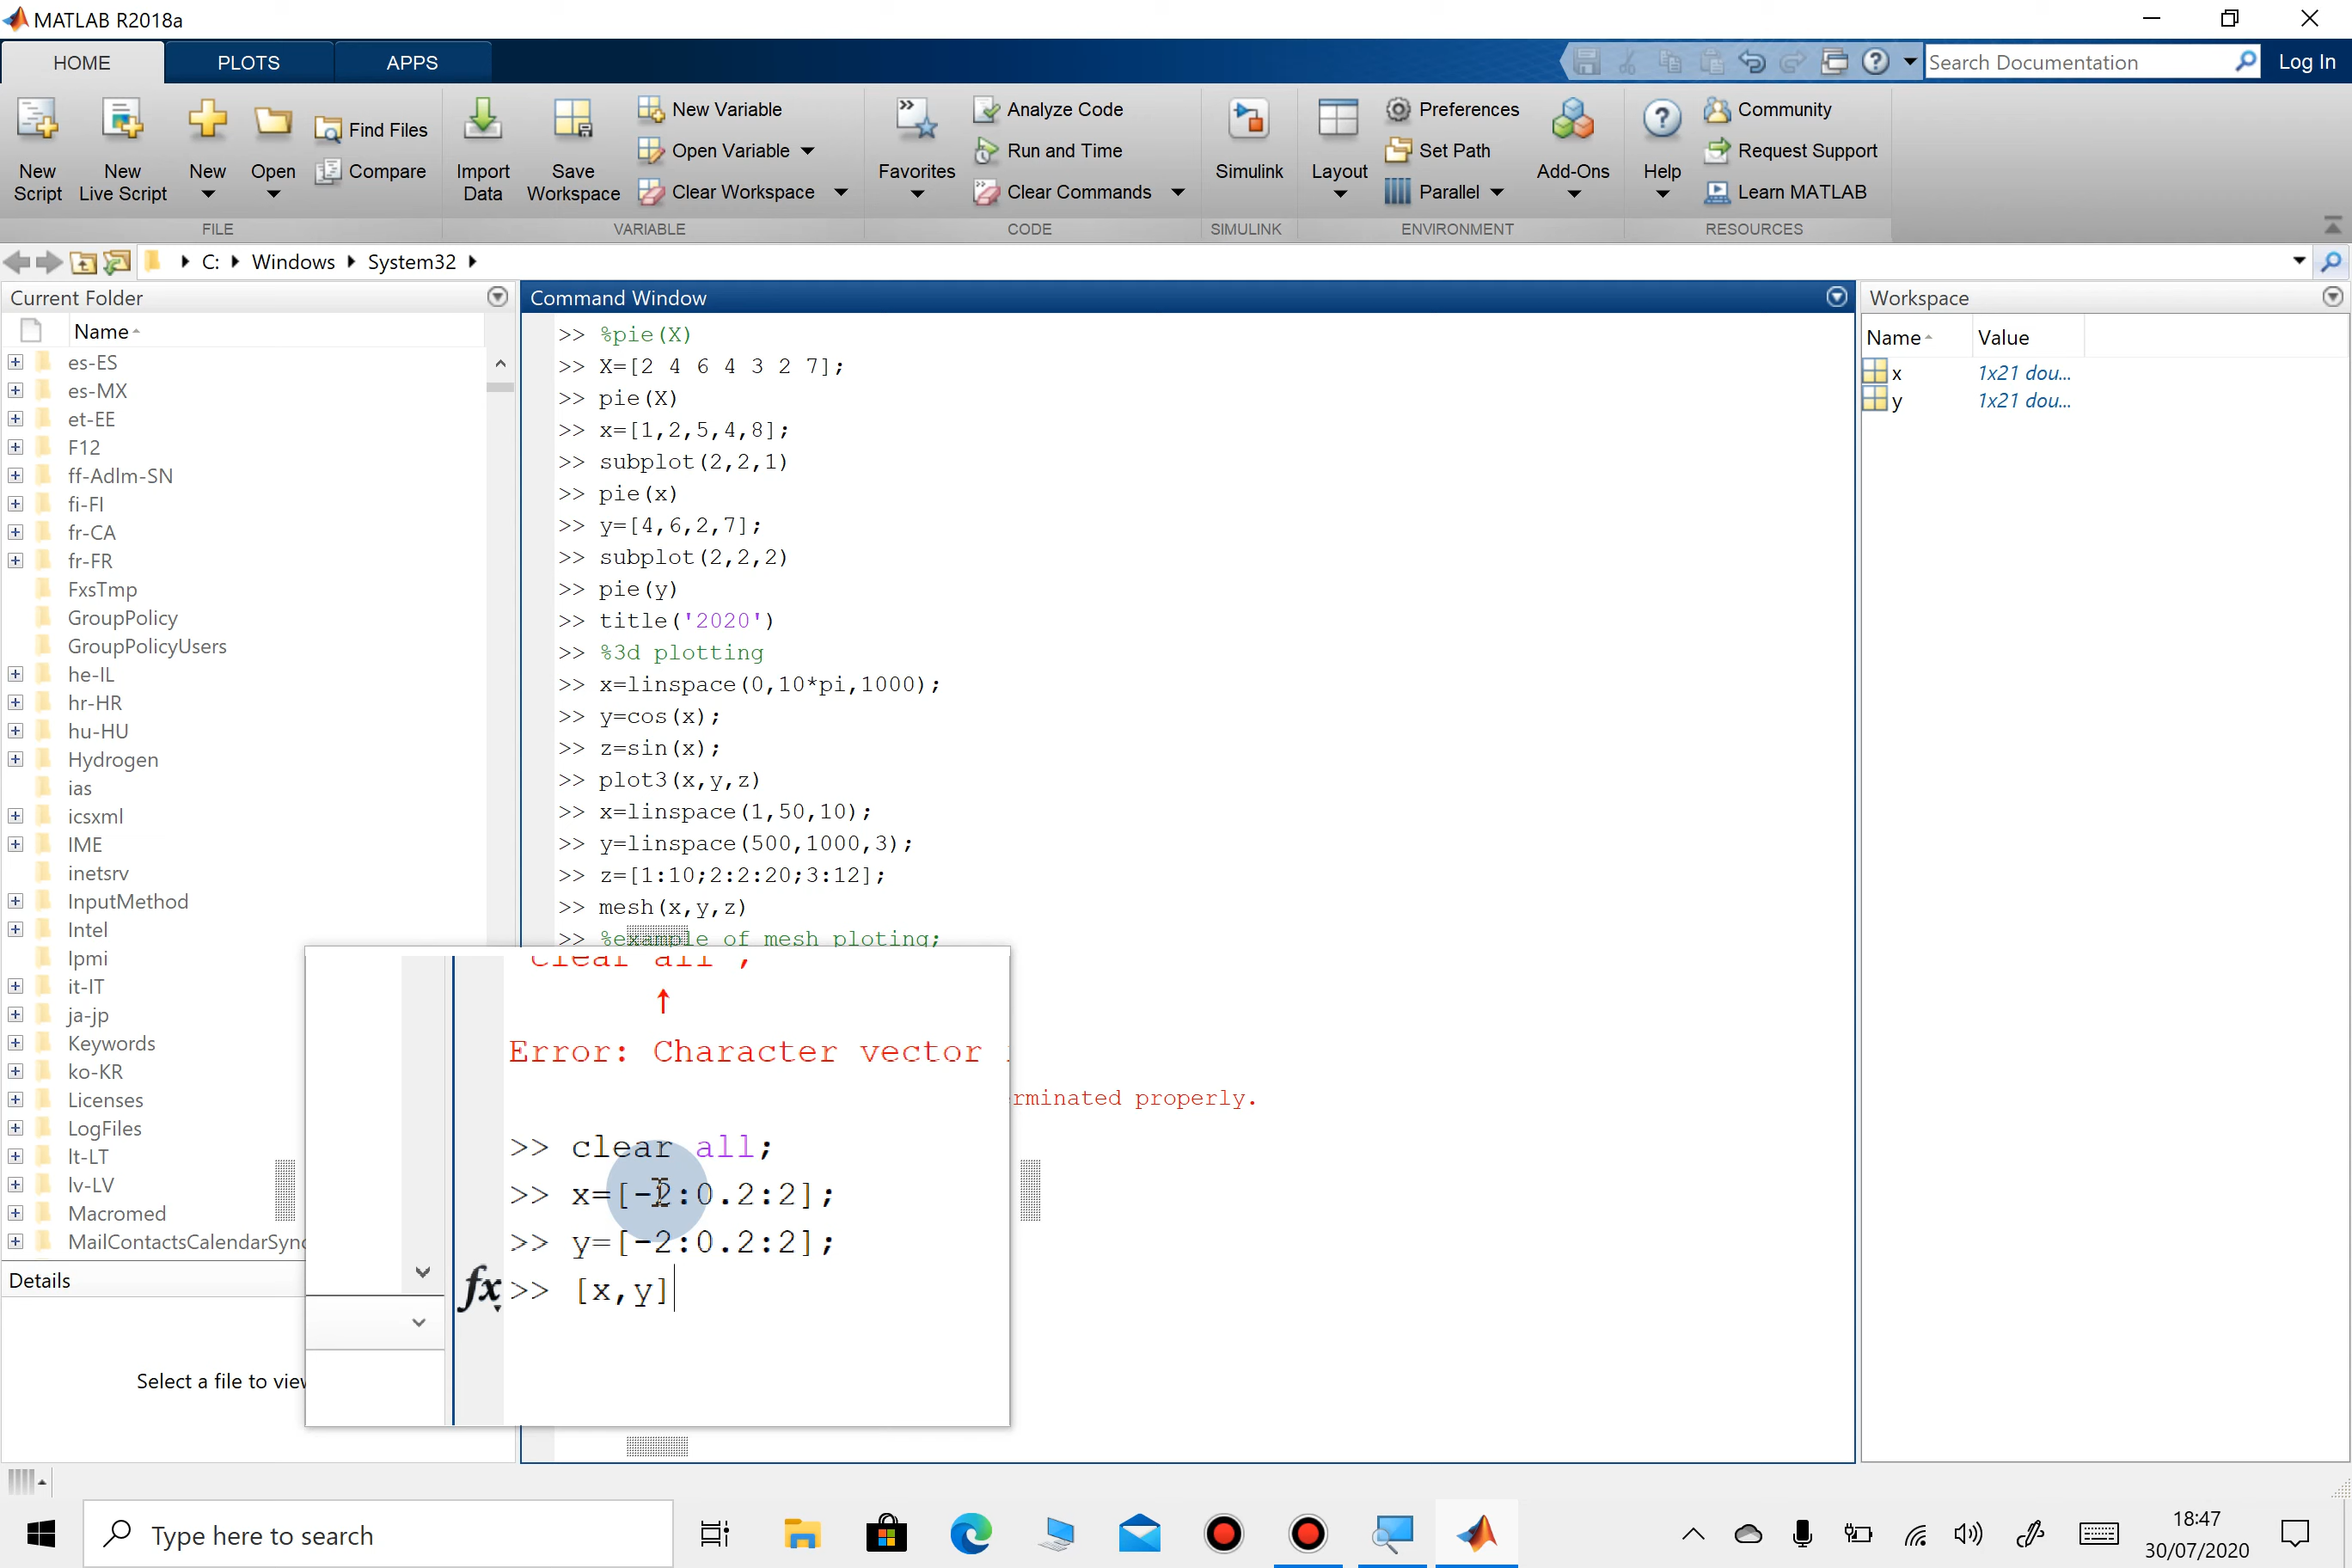 MATLAB R2018a
HOME PLOTS APPS
Search Documentation Log In
New Script
New Live Script
New
Open
Find Files
Compare
Import Data
Save Workspace
New Variable
Open Variable
Clear Workspace
Favorites
Analyze Code
Run and Time
Clear Commands
Simulink
Layout
Preferences
Set Path
Parallel
Add-Ons
Help
Community
Request Support
Learn MATLAB
FILE VARIABLE CODE SIMULINK ENVIRONMENT RESOURCES
C: Windows System32
Current Folder
Name
es-ES
es-MX
et-EE
F12
ff-Adlm-SN
fi-FI
fr-CA
fr-FR
FxsTmp
GroupPolicy
GroupPolicyUsers
he-IL
hr-HR
hu-HU
Hydrogen
ias
icsxml
IME
inetsrv
InputMethod
Intel
Ipmi
it-IT
ja-jp
Keywords
ko-KR
Licenses
LogFiles
lt-LT
lv-LV
Macromed
MailContactsCalendarSync
Details
Select a file to view
Command Window
>> %pie(X)
>> X=[2 4 6 4 3 2 7];
>> pie(X)
>> x=[1,2,5,4,8];
>> subplot(2,2,1)
>> pie(x)
>> y=[4,6,2,7];
>> subplot(2,2,2)
>> pie(y)
>> title('2020')
>> %3d plotting
>> x=linspace(0,10*pi,1000);
>> y=cos(x);
>> z=sin(x);
>> plot3(x,y,z)
>> x=linspace(1,50,10);
>> y=linspace(500,1000,3);
>> z=[1:10;2:2:20;3:12];
>> mesh(x,y,z)
>> %example of mesh ploting;
clear all ;
↑
Error: Character vector
rminated properly.
>> clear all;
>> x=[-2:0.2:2];
>> y=[-2:0.2:2];
fx >> [x,y]
Workspace
Name Value
x 1x21 dou...
y 1x21 dou...
Type here to search
18:47
30/07/2020